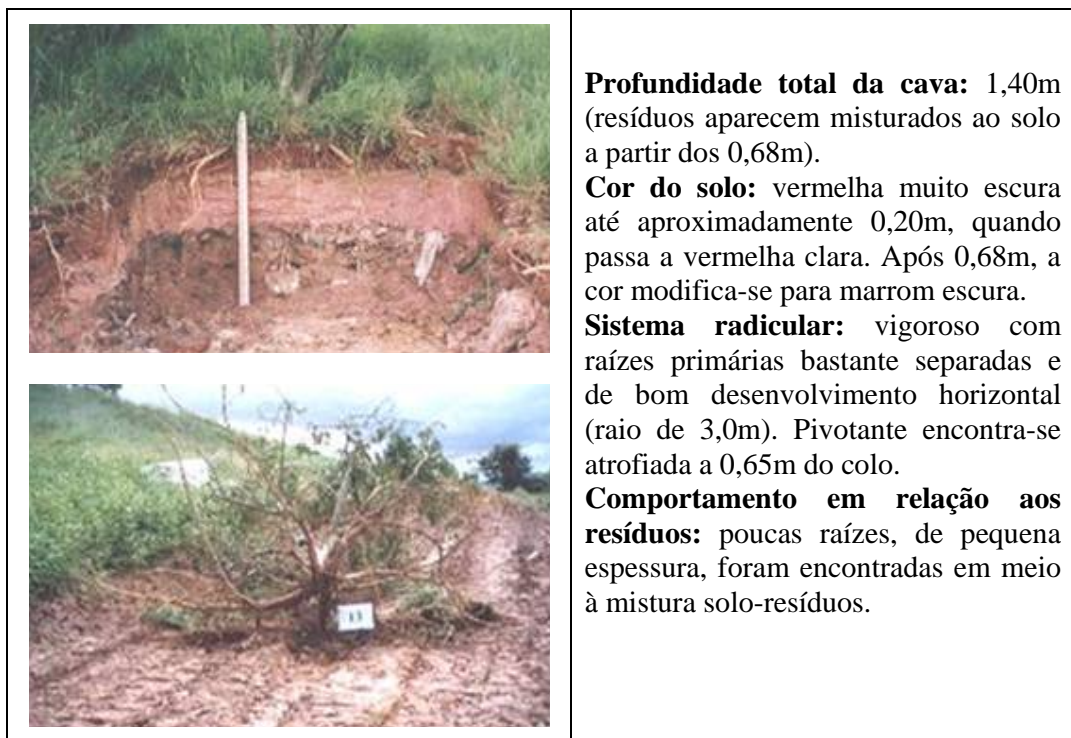 Profundidade total da cava: 1,40m
(resíduos aparecem misturados ao solo
a partir dos 0,68m).
Cor do solo: vermelha muito escura
até aproximadamente 0,20m, quando
passa a vermelha clara. Após 0,68m, a
cor modifica-se para marrom escura.
Sistema radicular: vigoroso com
raízes primárias bastante separadas e
de bom desenvolvimento horizontal
(raio de 3,0m). Pivotante encontra-se
atrofiada a 0,65m do colo.
Comportamento em relação aos
resíduos: poucas raízes, de pequena
espessura, foram encontradas em meio
à mistura solo-resíduos.